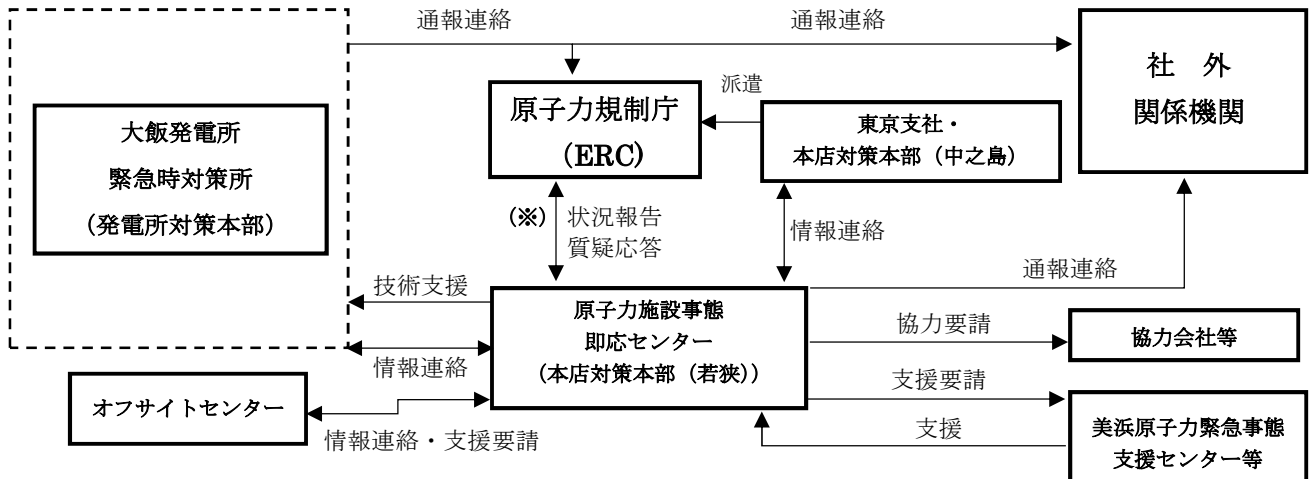 通報連絡
通報連絡
社　外
関係機関
大飯発電所
緊急時対策所
（発電所対策本部）
原子力規制庁
（ERC）
派遣
東京支社・
本店対策本部（中之島）
（※）
状況報告
質疑応答
情報連絡
通報連絡
技術支援
情報連絡
原子力施設事態
即応センター
（本店対策本部（若狭））
協力要請
協力会社等
支援要請
オフサイトセンター
情報連絡・支援要請
支援
美浜原子力緊急事態
支援センター等